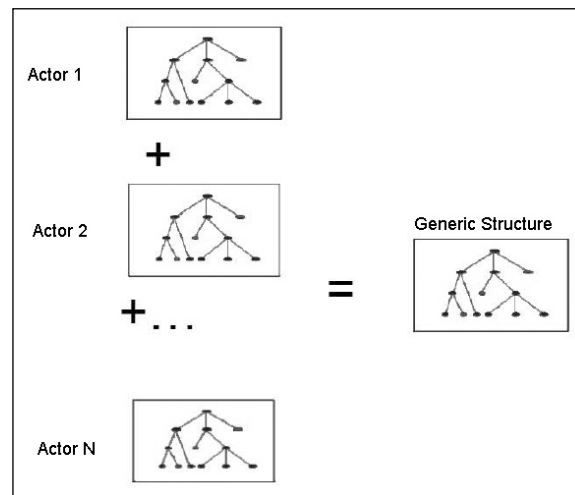 Actor 1
+
Actor 2
Generic Structure
=
+...
Actor N